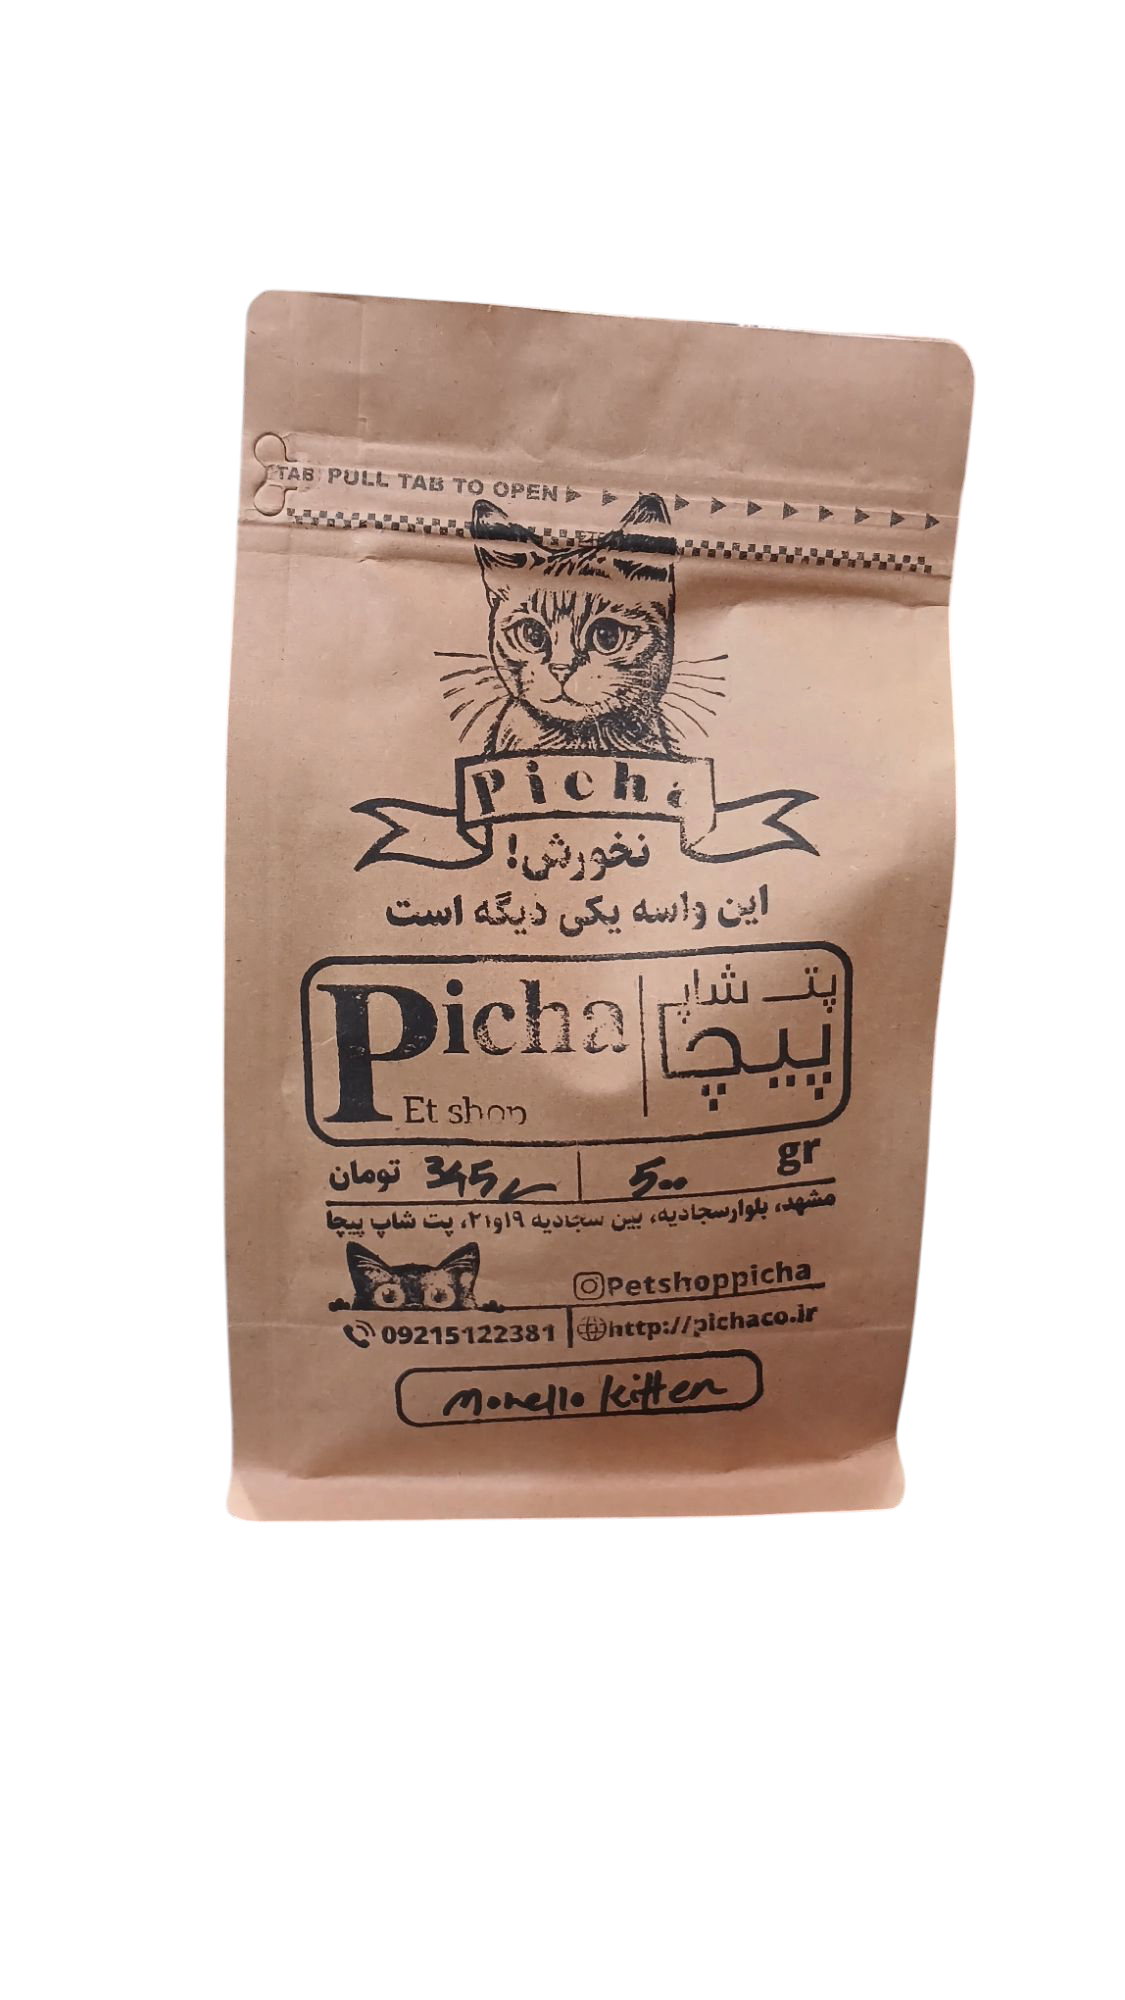 TAB PULL TAB TO OPEN
Picha
نخورش!
این واسه یکی دیگه است
Picha
Et shop
پت شاپ
پیچا
تومان 345
500 gr
مشهد، بلوارسجادیه، بین سجادیه ۱۹و۲۱، پت شاپ پیچا
Petshoppicha
09215122381
http://pichaco.ir
Monello kitten